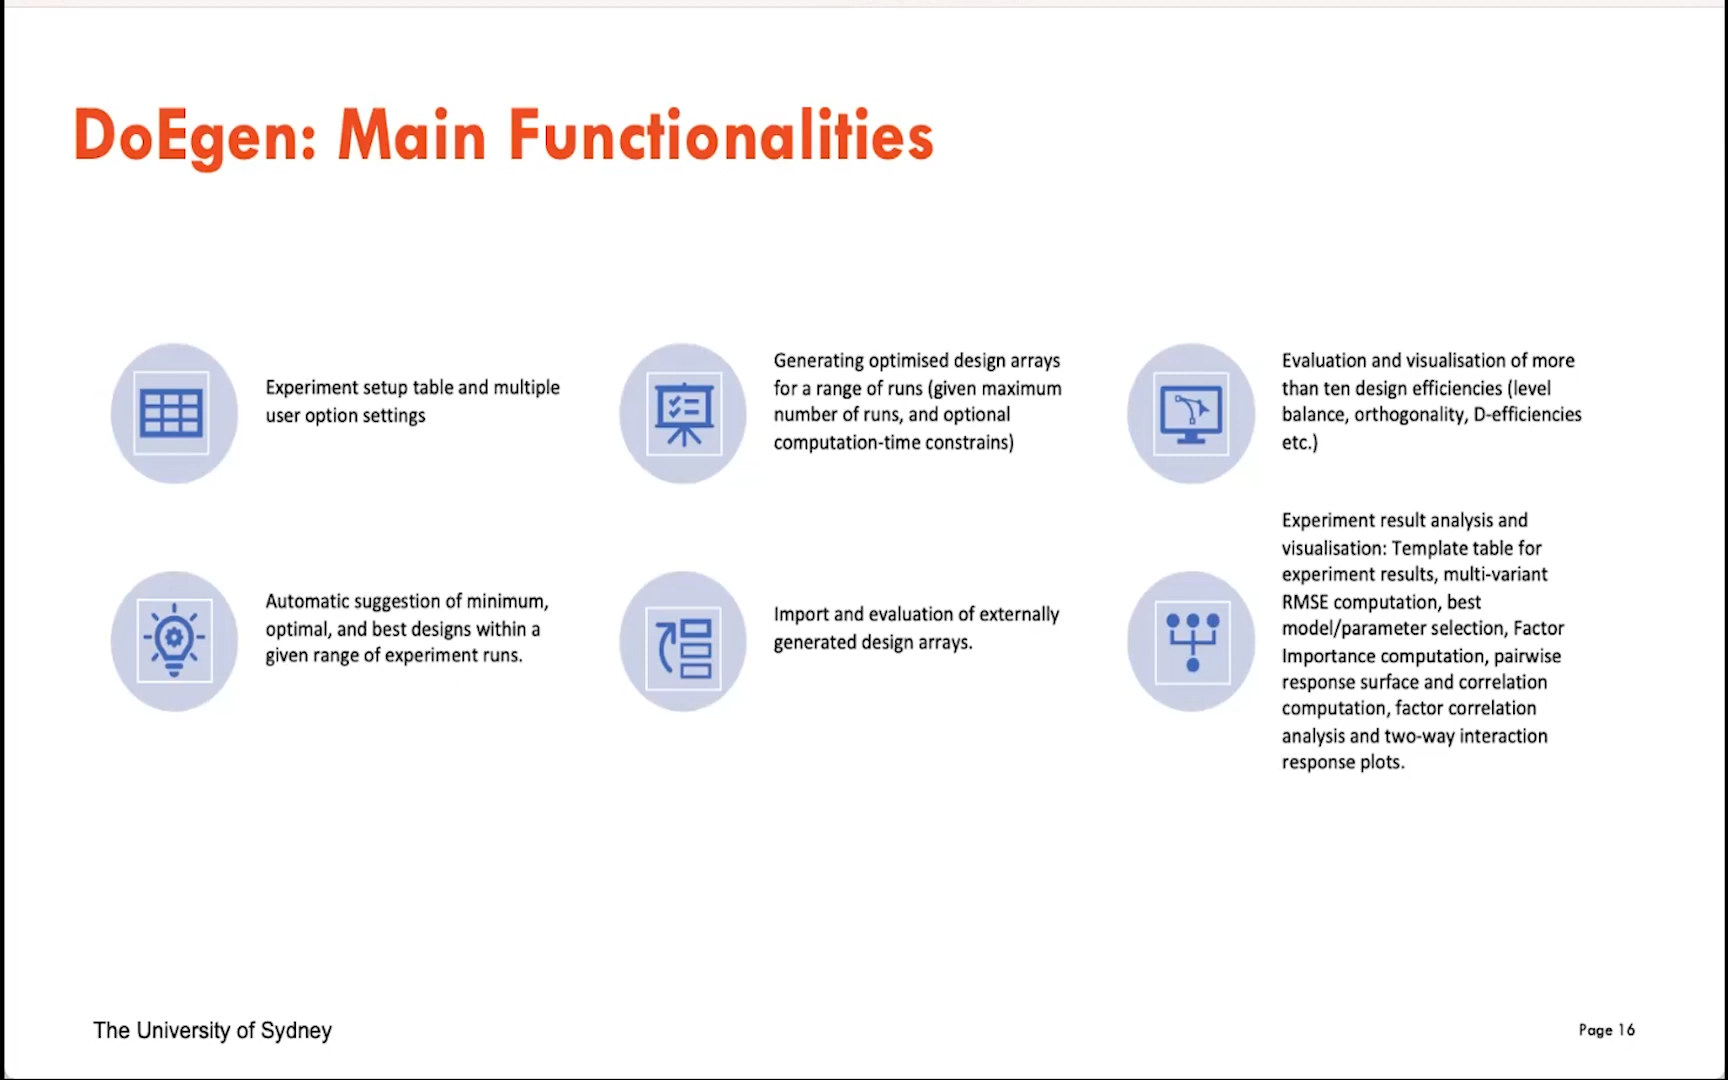 DoEgen: Main Functionalities
Experiment setup table and multiple
user option settings
Generating optimised design arrays
for a range of runs (given maximum
number of runs, and optional
computation-time constrains)
Evaluation and visualisation of more
than ten design efficiencies (level
balance, orthogonality, D-efficiencies
etc.)
Automatic suggestion of minimum,
optimal, and best designs within a
given range of experiment runs.
Import and evaluation of externally
generated design arrays.
Experiment result analysis and
visualisation: Template table for
experiment results, multi-variant
RMSE computation, best
model/parameter selection, Factor
Importance computation, pairwise
response surface and correlation
computation, factor correlation
analysis and two-way interaction
response plots.
The University of Sydney
Page 16